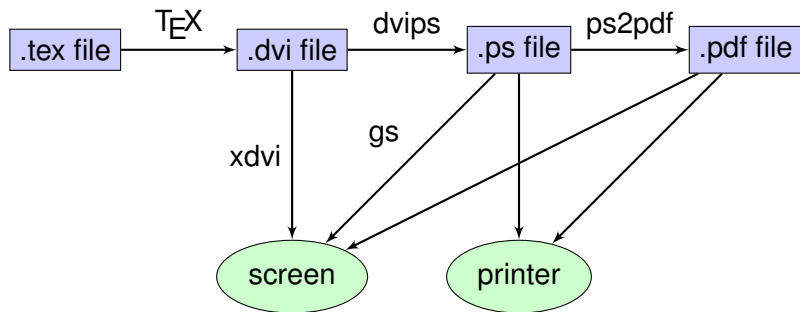 TEX
dvips
ps2pdf
.tex file
.dvi file
.ps file
.pdf file
xdvi
gs
screen
printer